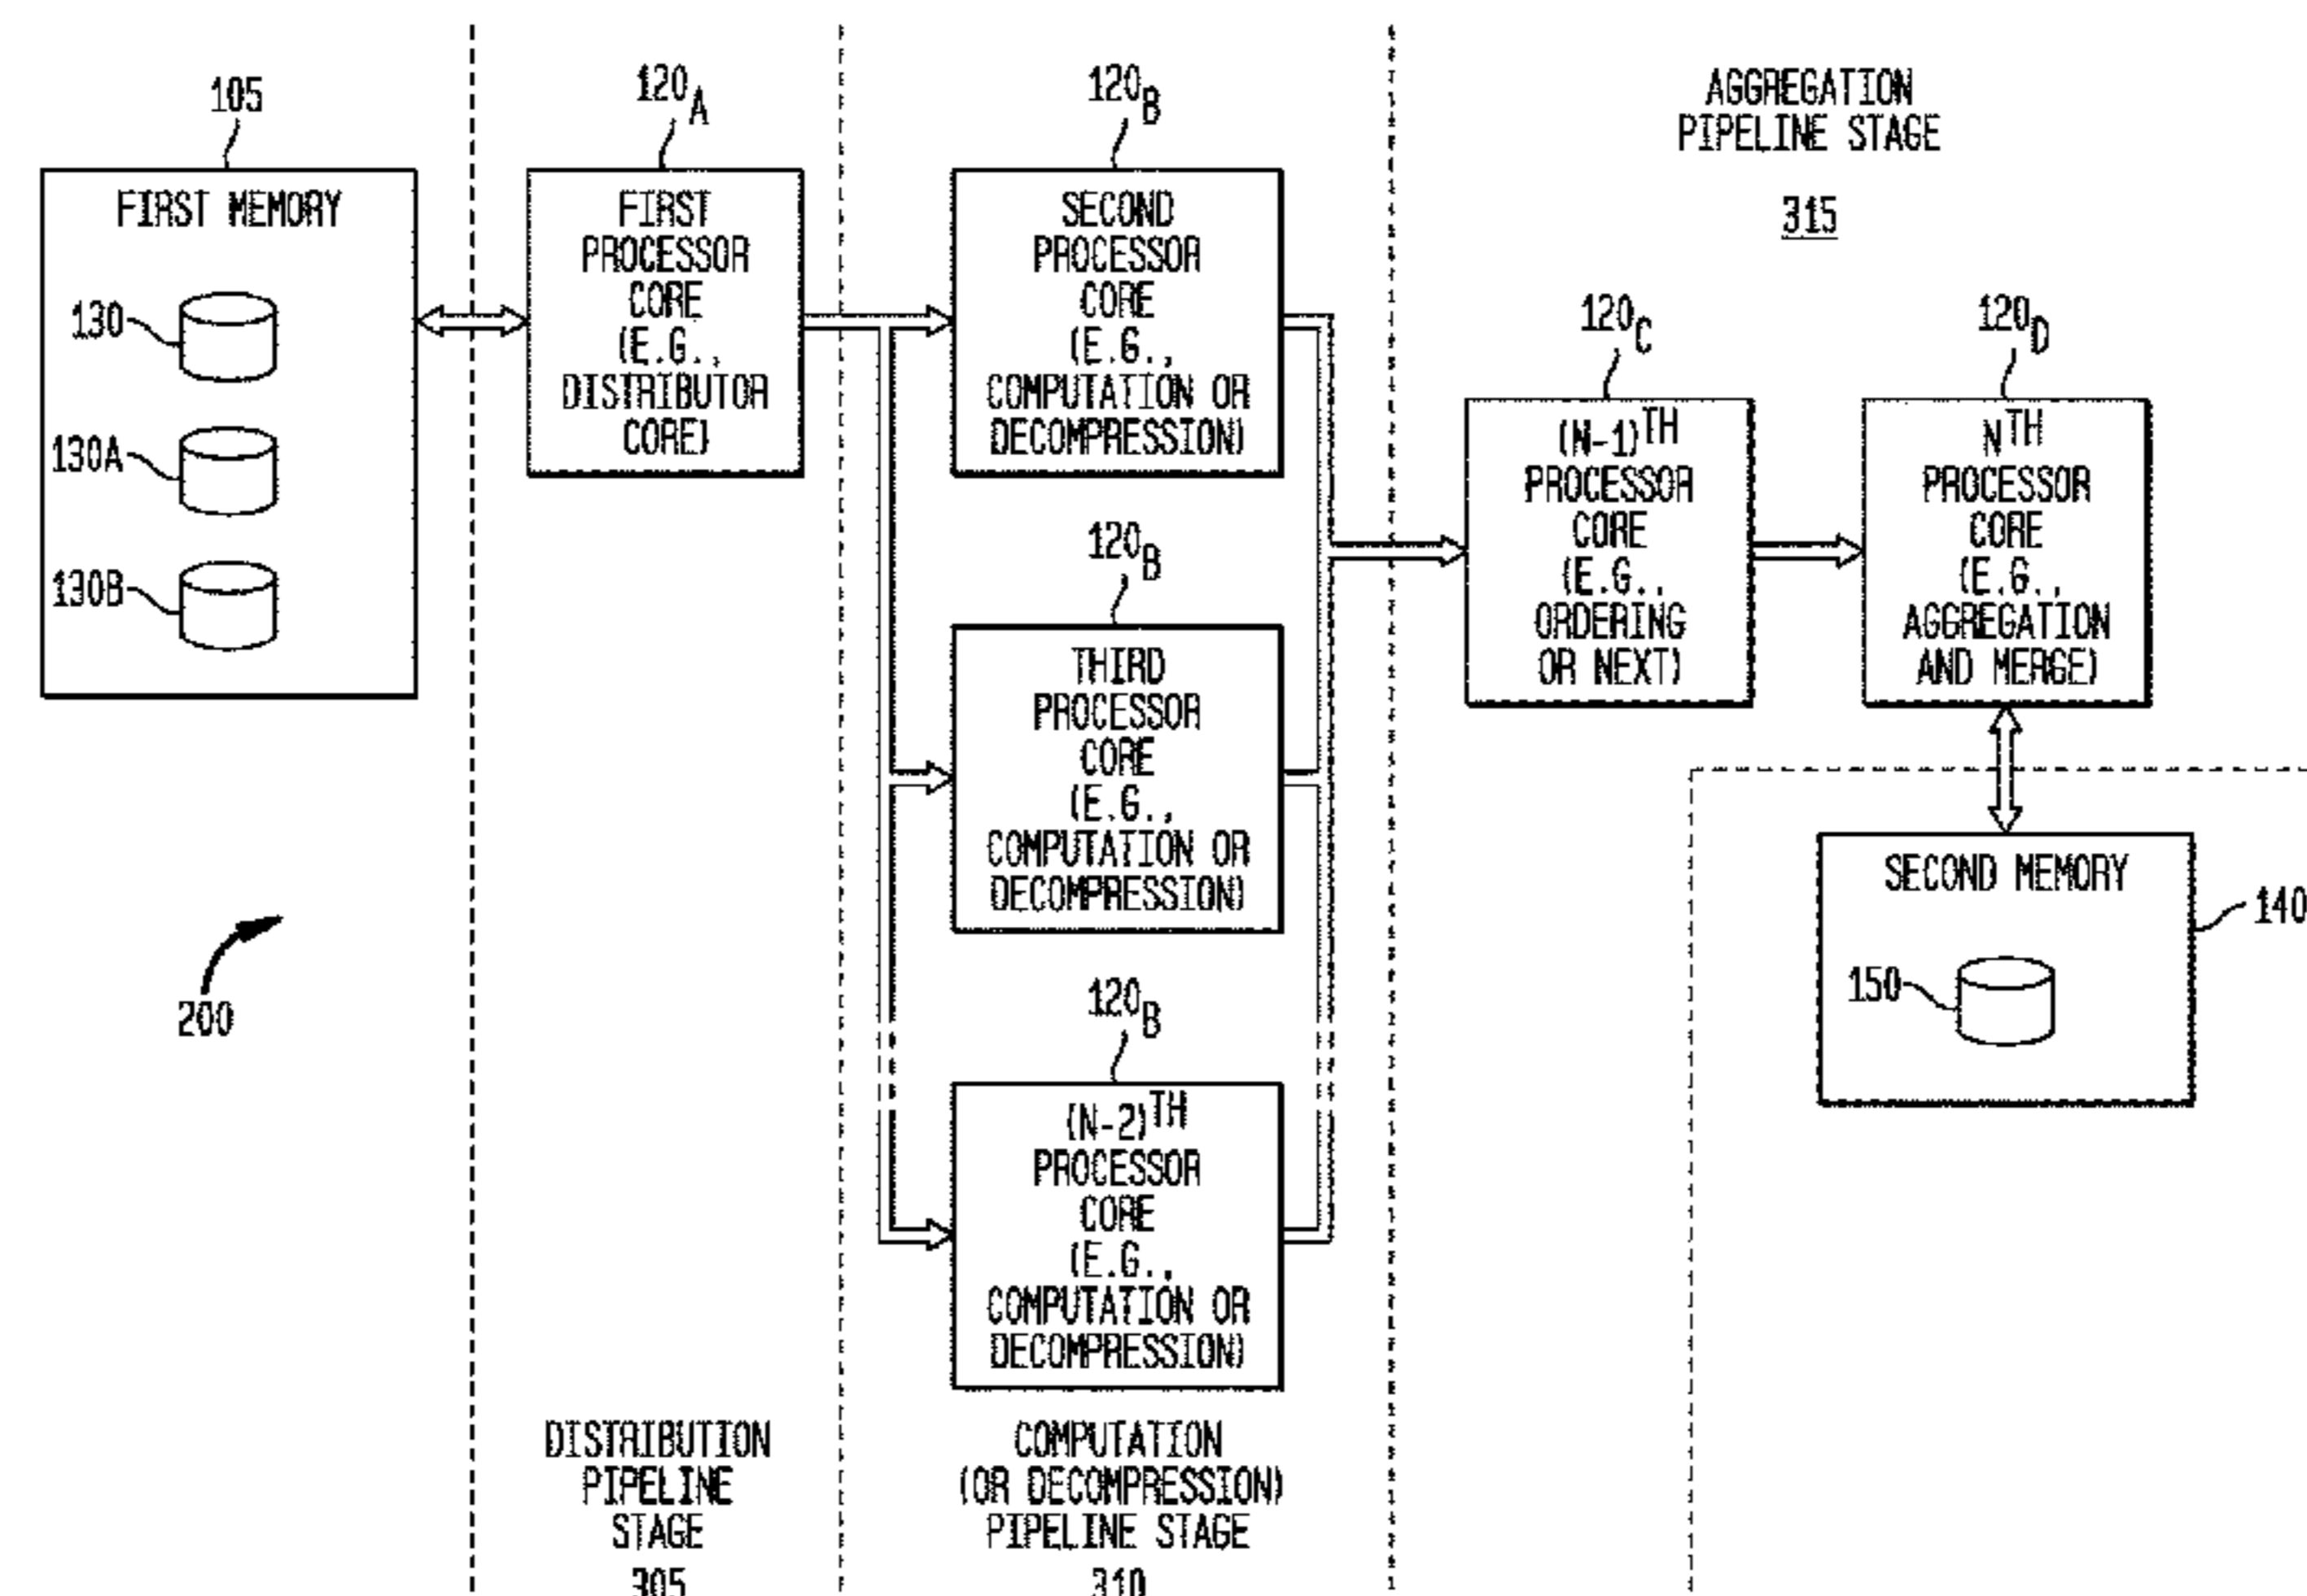 105
FIRST MEMORY
130
130A
130B
200
120A
FIRST
PROCESSOR
CORE
(E.G.,
DISTRIBUTOR
CORE)
DISTRIBUTION
PIPELINE
STAGE
305
120B
SECOND
PROCESSOR
CORE
(E.G.,
COMPUTATION OR
DECOMPRESSION)
120B
THIRD
PROCESSOR
CORE
(E.G.,
COMPUTATION OR
DECOMPRESSION)
120B
(N-2)TH
PROCESSOR
CORE
(E.G.,
COMPUTATION OR
DECOMPRESSION)
COMPUTATION
(OR DECOMPRESSION)
PIPELINE STAGE
310
AGGREGATION
PIPELINE STAGE
315
120C
(N-1)TH
PROCESSOR
CORE
(E.G.,
ORDERING
OR NEXT)
120D
NTH
PROCESSOR
CORE
(E.G.,
AGGREGATION
AND MERGE)
SECOND MEMORY
140
150